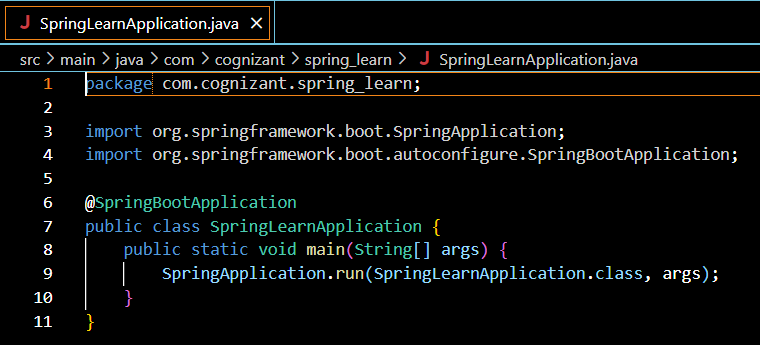 J SpringLearnApplication.java ×
src > main > java > com > cognizant > spring_learn > J SpringLearnApplication.java
1 package com.cognizant.spring_learn;
2
3 import org.springframework.boot.SpringApplication;
4 import org.springframework.boot.autoconfigure.SpringBootApplication;
5
6 @SpringBootApplication
7 public class SpringLearnApplication {
8     public static void main(String[] args) {
9         SpringApplication.run(SpringLearnApplication.class, args);
10     }
11 }